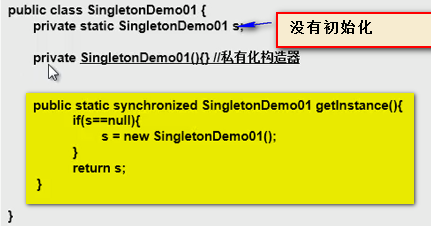 public class SingletonDemo01 {
private static SingletonDemo01 s;
没有初始化
private SingletonDemo01(){} //私有化构造器
public static synchronized SingletonDemo01 getInstance(){
if(s==null){
s = new SingletonDemo01();
}
return s;
}
}